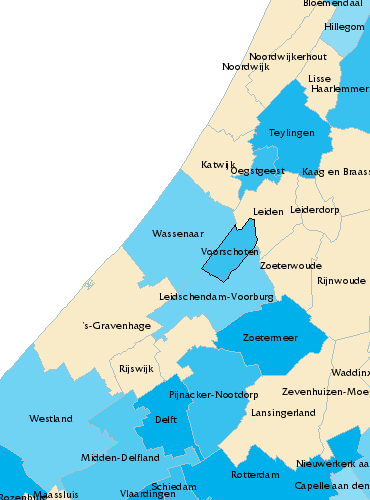 Bloemendaal
Hillegom
Noordwijkerhout
Noordwijk
Lisse
Haarlemmer
Teylingen
Katwijk
Oegstgeest
Kaag en Braass
Leiden
Leiderdorp
Wassenaar
Voorschoten
Zoeterwoude
Rijnwoude
Leidschendam-Voorburg
's-Gravenhage
Zoetermeer
Rijswijk
Waddinx
Pijnacker-Nootdorp
Zevenhuizen-Moe
Lansingerland
Westland
Delft
Midden-Delfland
Nieuwerkerk aa
Rotterdam
Rozenburg
Maassluis
Schiedam
Capelle aan den
Vlaardingen